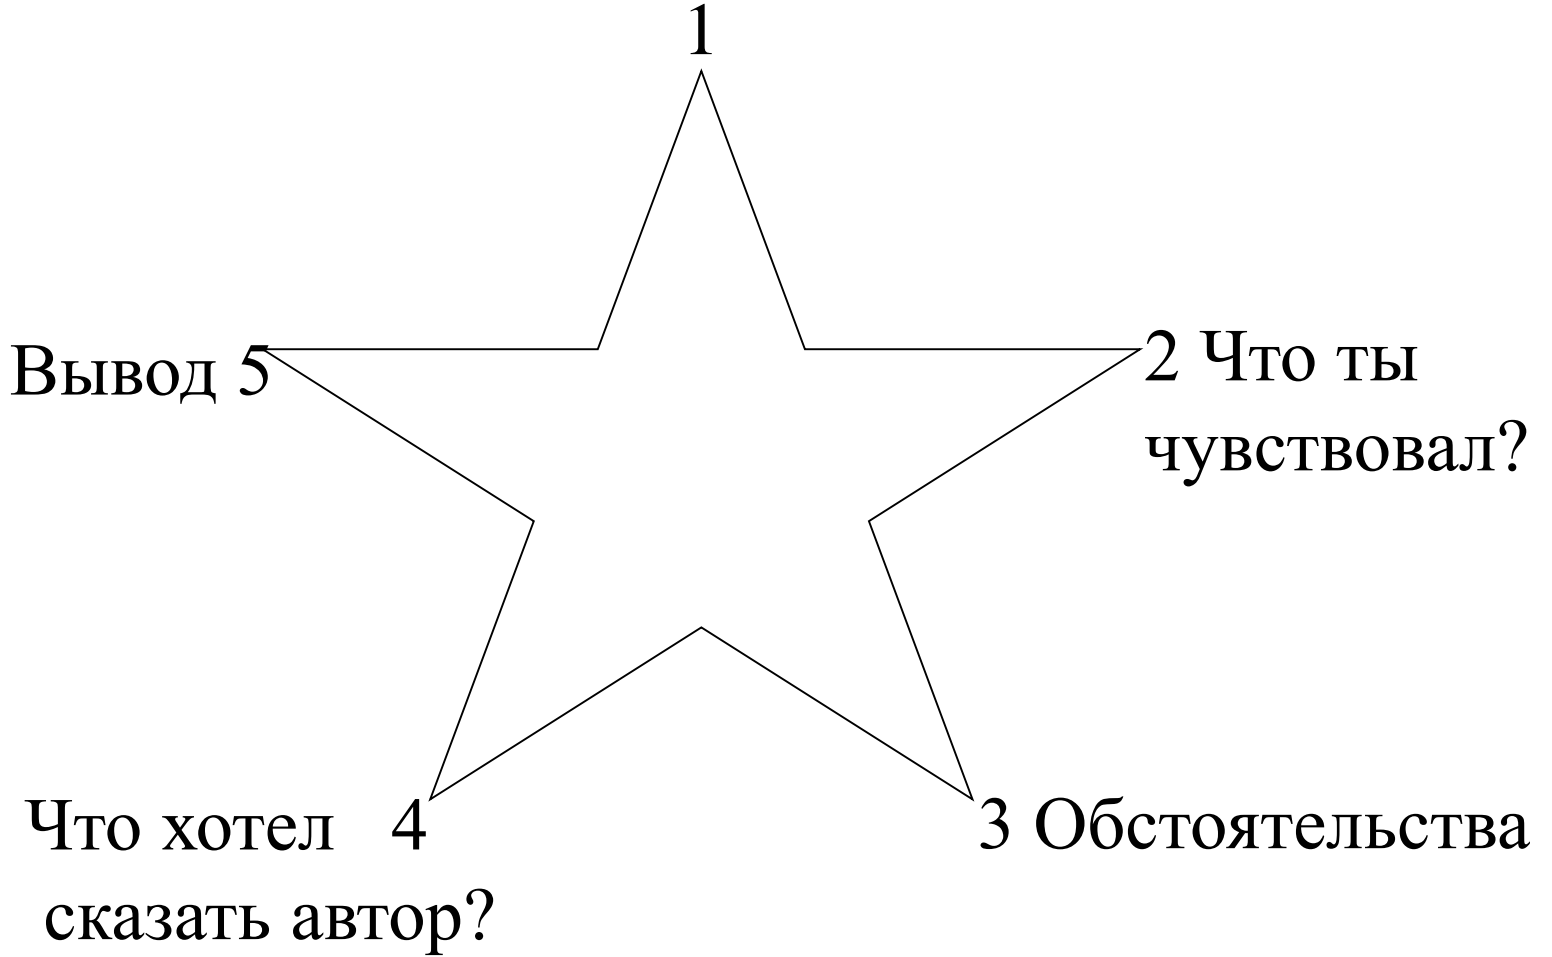 1
Вывод 5
2 Что ты
чувствовал?
Что хотел 4
сказать автор?
3 Обстоятельства